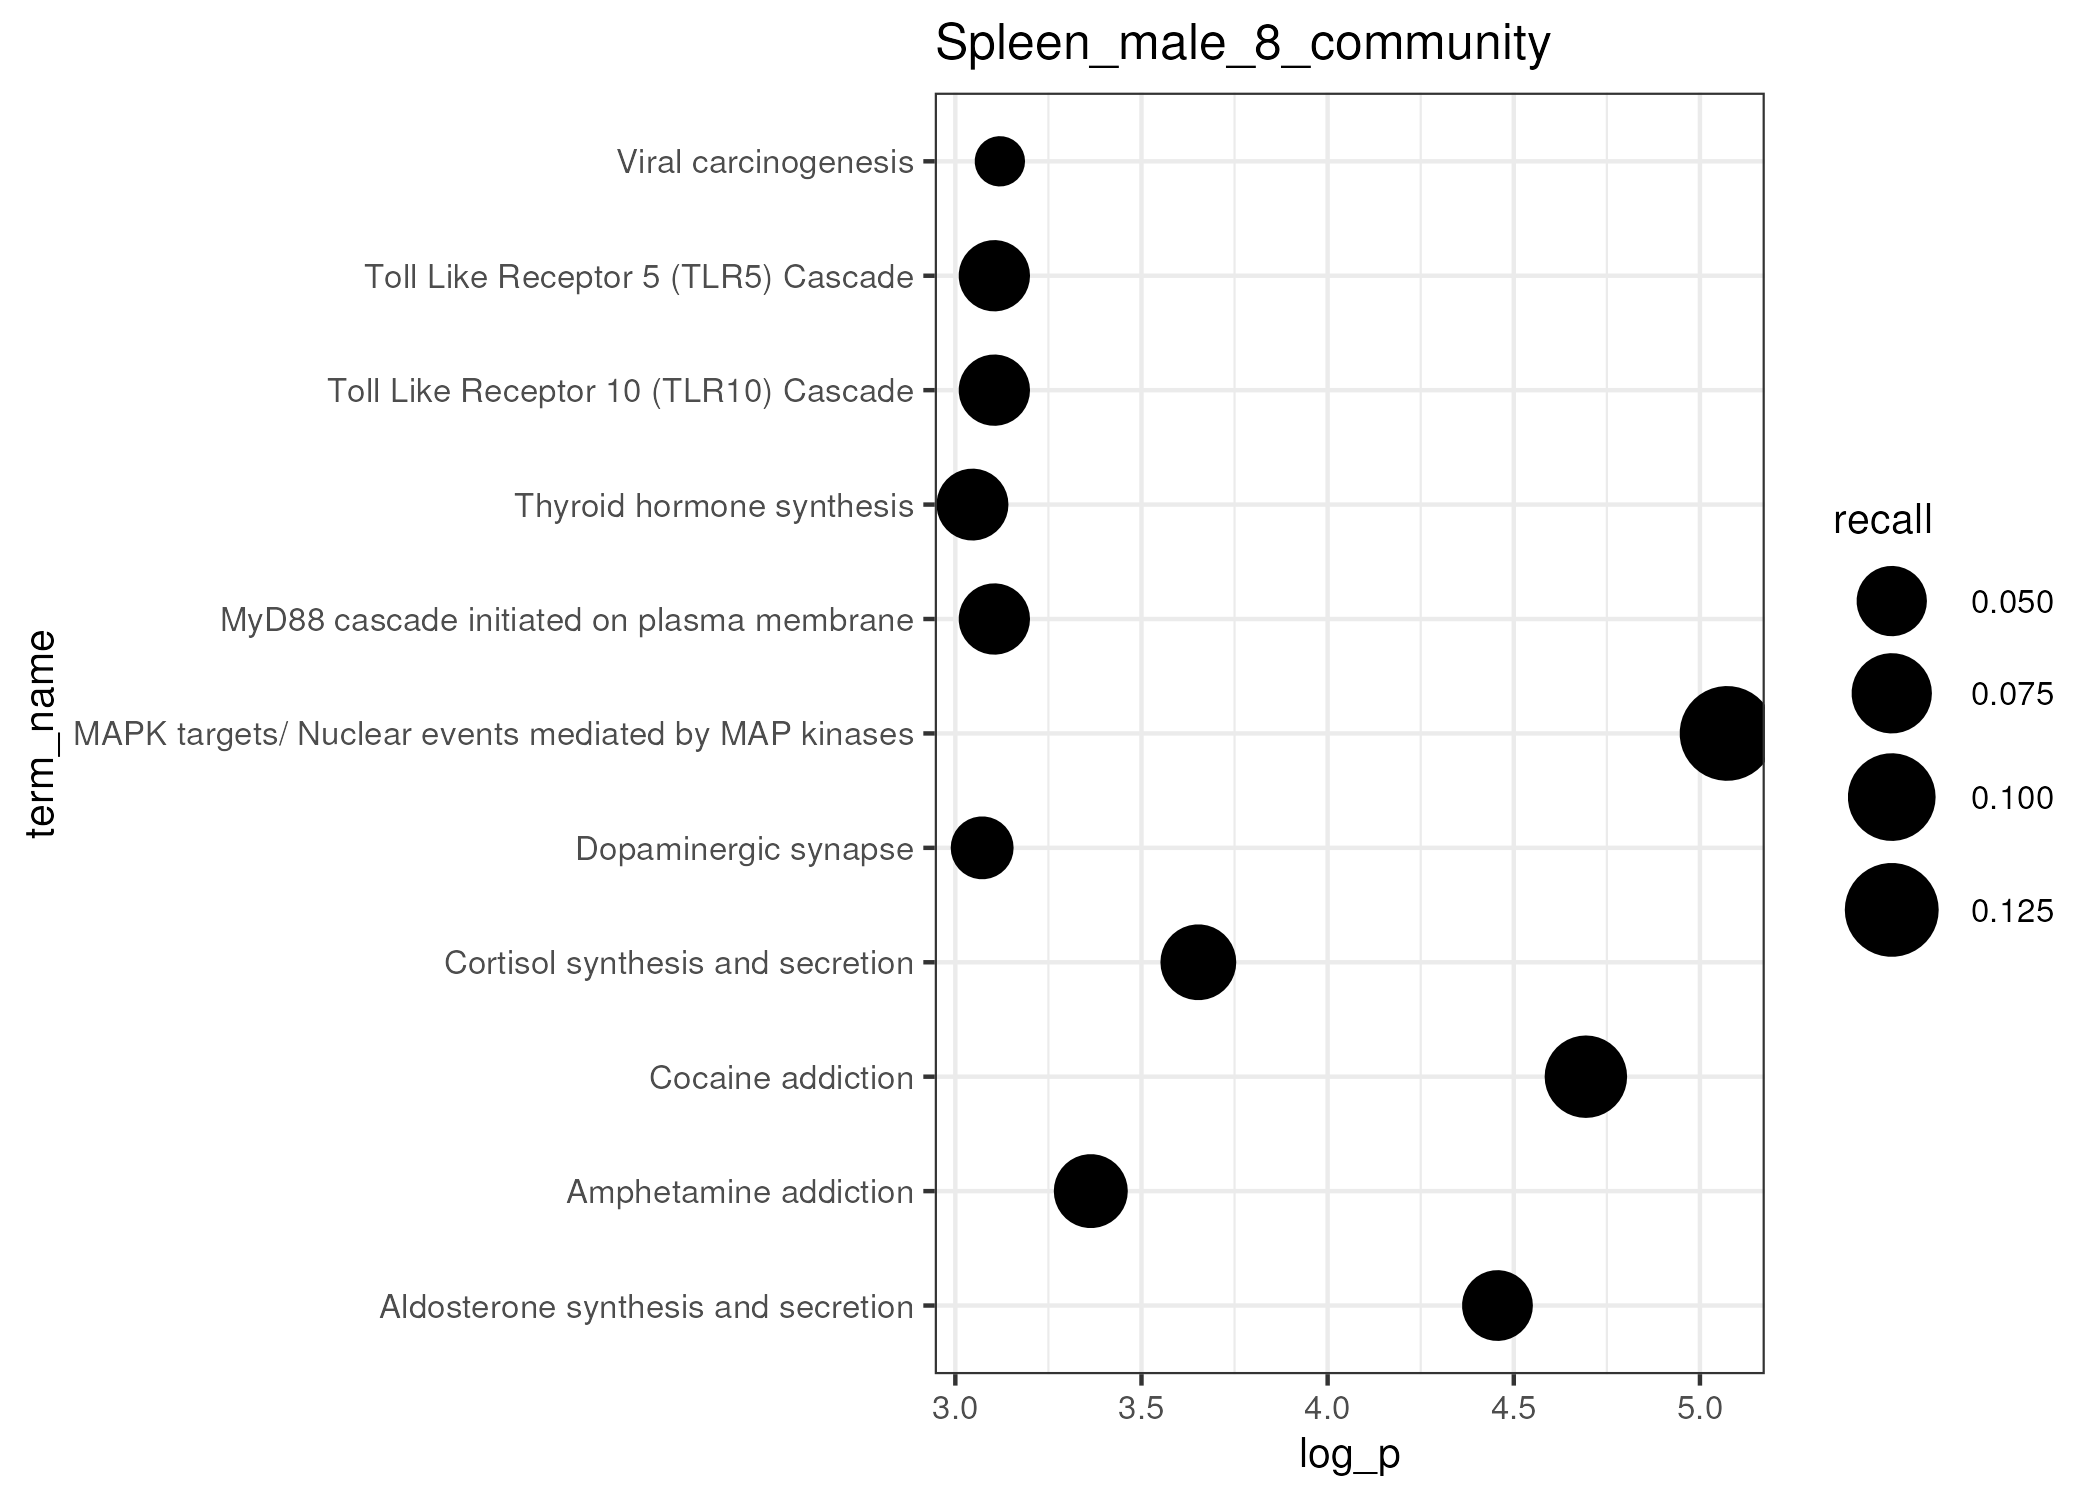 Spleen_male_8_community
Viral carcinogenesis
Toll Like Receptor 5 (TLR5) Cascade
Toll Like Receptor 10 (TLR10) Cascade
Thyroid hormone synthesis
MyD88 cascade initiated on plasma membrane
MAPK targets/ Nuclear events mediated by MAP kinases
Dopaminergic synapse
Cortisol synthesis and secretion
Cocaine addiction
Amphetamine addiction
Aldosterone synthesis and secretion
term_name
3.0 3.5 4.0 4.5 5.0
log_p
recall
0.050
0.075
0.100
0.125